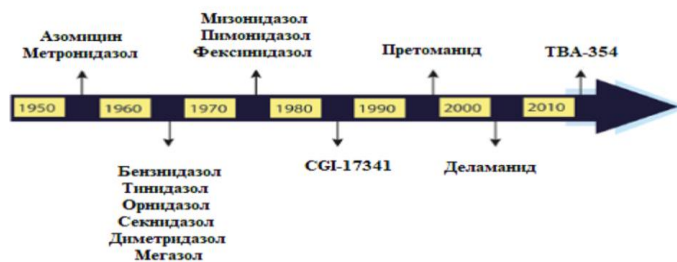 Азомицин
Метронидазол
Мизонидазол
Пимонидазол
Фексинидазол
Претоманид
TBA-354
1950 1960 1970 1980 1990 2000 2010
Бензнидазол
Тинидазол
Орнидазол
Секнидазол
Диметридазол
Мегазол
CGI-17341
Деламанид